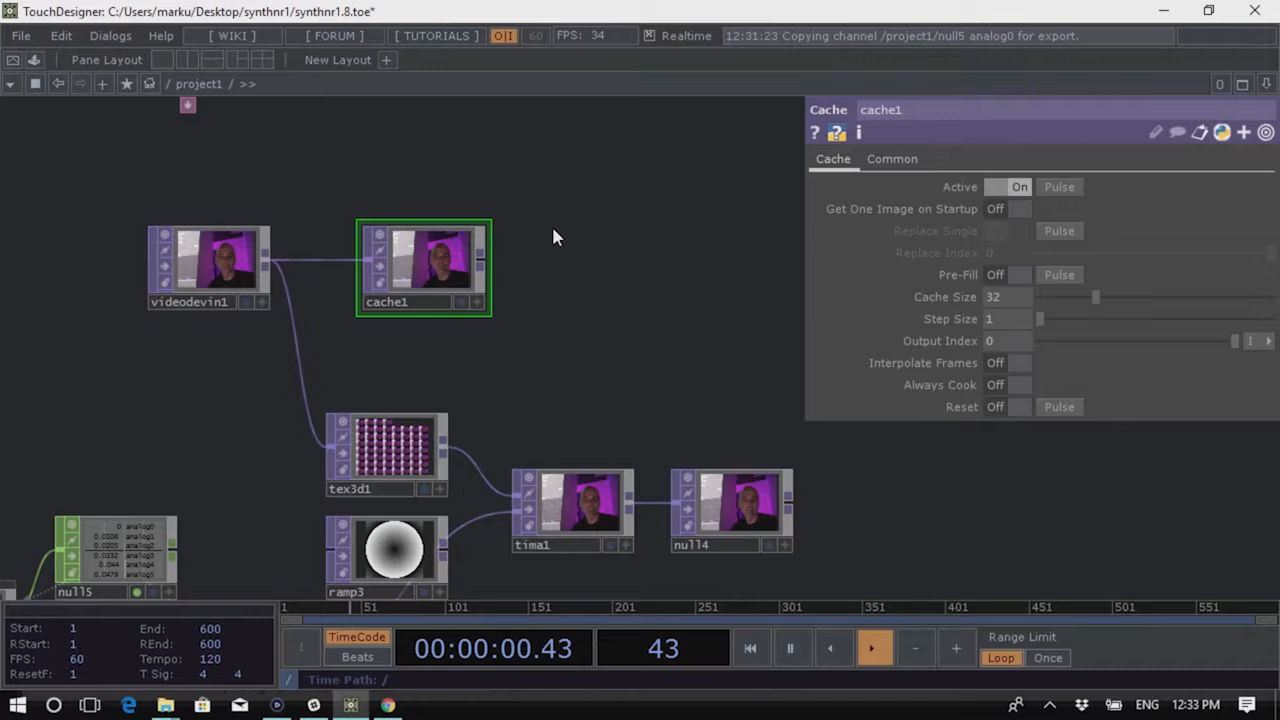 TouchDesigner: C:/Users/marku/Desktop/synthnr1/synthnr1.8.toe*
File Edit Dialogs Help [ WIKI ] [ FORUM ] [ TUTORIALS ] O|I 60 FPS: 34 Realtime 12:31:23 Copying channel /project1/null5 analog0 for export.
Pane Layout New Layout +
/ project1 / >> 0
Cache cache1
? ? i
Cache Common
Active On Pulse
Get One Image on Startup Off
Replace Single Pulse
Replace Index 0
Pre-Fill Off Pulse
Cache Size 32
Step Size 1
Output Index 0 I
Interpolate Frames Off
Always Cook Off
Reset Off Pulse
videodevin1
cache1
tex3d1
tima1
null4
0 analog0
0.0108 analog1
0.0205 analog2
0.0332 analog3
0.044 analog4
0.0479 analog5
null5
ramp3
1 51 101 151 201 251 301 351 401 451 501 551
Start: 1 End: 600
RStart: 1 REnd: 600
FPS: 60 Tempo: 120
ResetF: 1 T Sig: 4 4
TimeCode
Beats
00:00:00.43
43
Range Limit
Loop Once
/ Time Path: /
ENG 12:33 PM